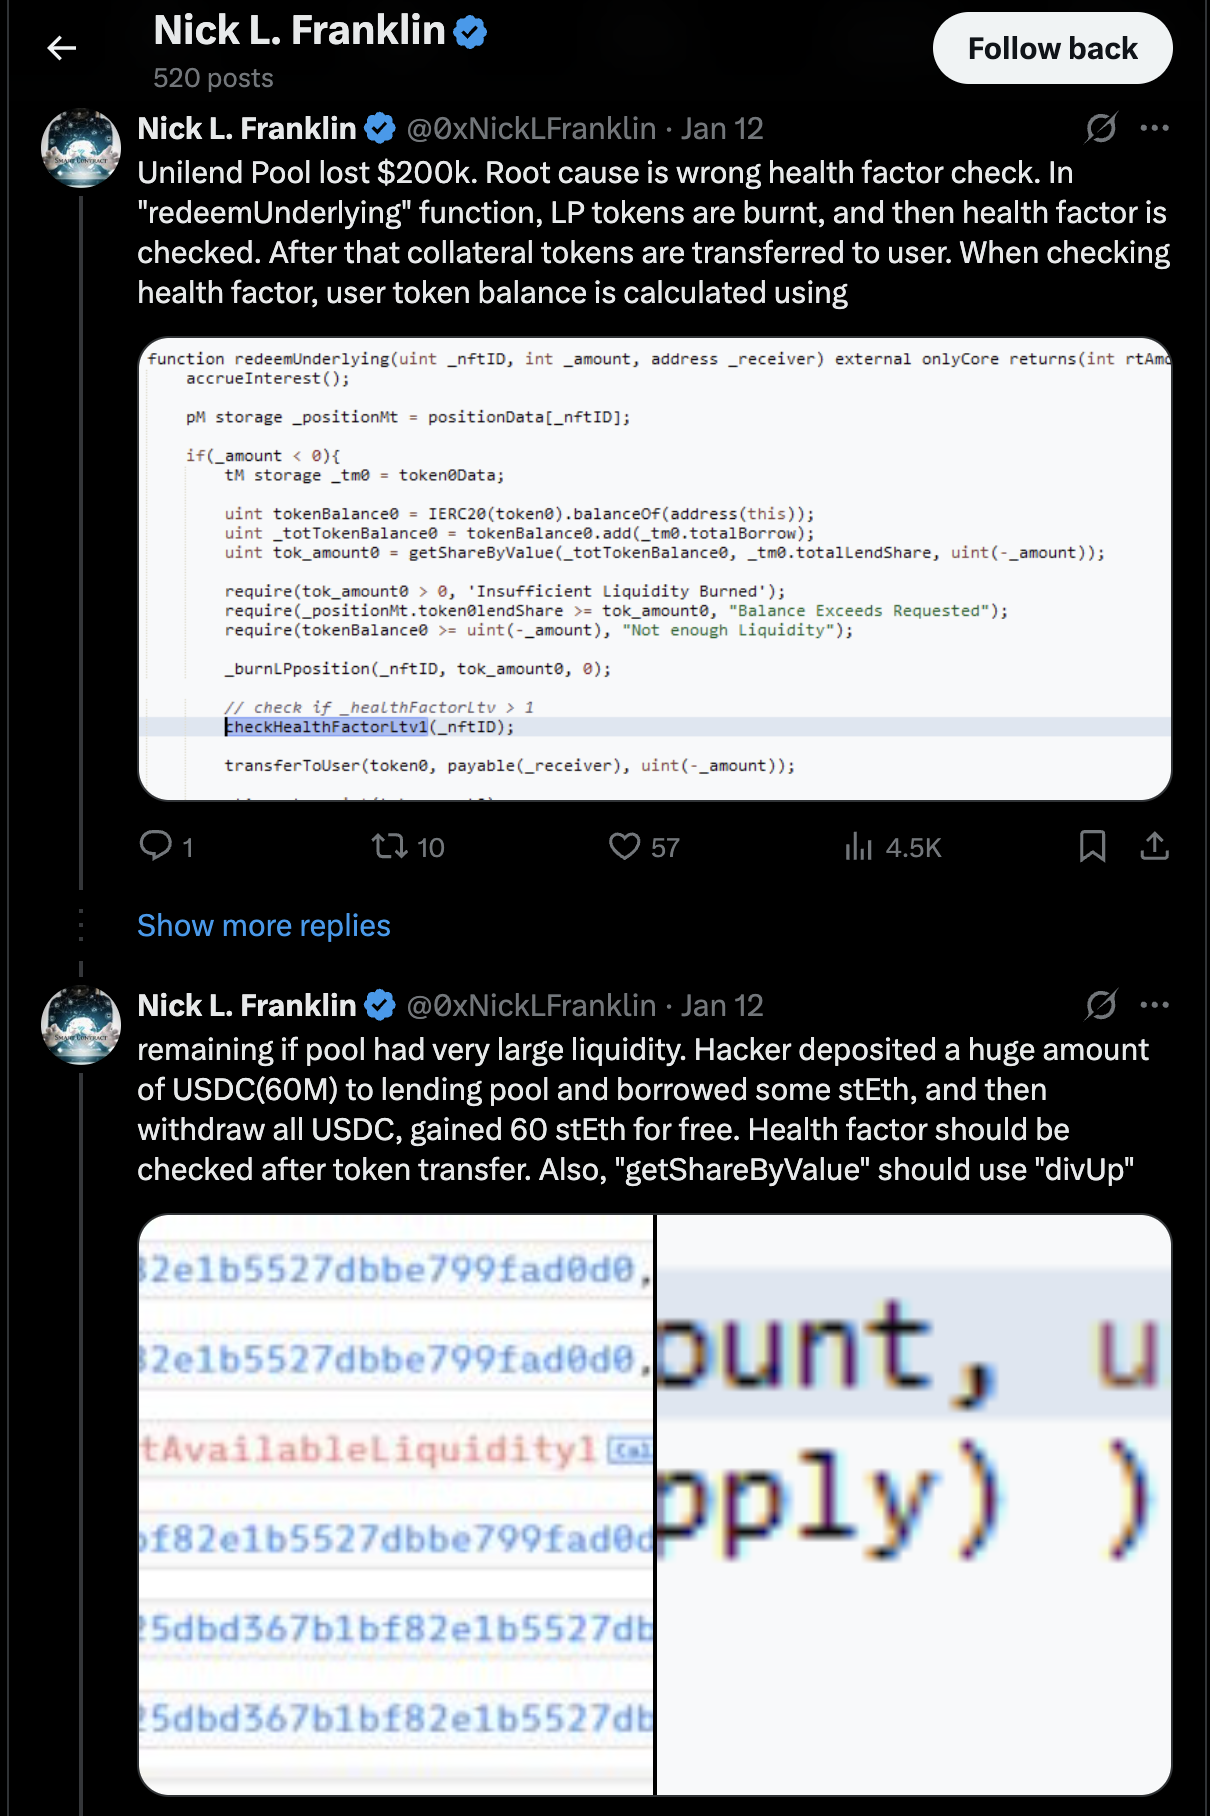 Nick L. Franklin
520 posts
Follow back
Nick L. Franklin @0xNickLFranklin · Jan 12
Unilend Pool lost $200k. Root cause is wrong health factor check. In
"redeemUnderlying" function, LP tokens are burnt, and then health factor is
checked. After that collateral tokens are transferred to user. When checking
health factor, user token balance is calculated using
function redeemUnderlying(uint _nftID, int _amount, address _receiver) external onlyCore returns(int rtAmo
accrueInterest();
pM storage _positionMt = positionData[_nftID];
if(_amount < 0){
tM storage _tm0 = token0Data;
uint tokenBalance0 = IERC20(token0).balanceOf(address(this));
uint _totTokenBalance0 = tokenBalance0.add(_tm0.totalBorrow);
uint tok_amount0 = getShareByValue(_totTokenBalance0, _tm0.totalLendShare, uint(-_amount));
require(tok_amount0 > 0, 'Insufficient Liquidity Burned');
require(_positionMt.token0lendShare >= tok_amount0, "Balance Exceeds Requested");
require(tokenBalance0 >= uint(-_amount), "Not enough Liquidity");
_burnLPposition(_nftID, tok_amount0, 0);
// check if _healthFactorLtv > 1
checkHealthFactorLtv1(_nftID);
transferToUser(token0, payable(_receiver), uint(-_amount));
1 10 57 4.5K
Show more replies
Nick L. Franklin @0xNickLFranklin · Jan 12
remaining if pool had very large liquidity. Hacker deposited a huge amount
of USDC(60M) to lending pool and borrowed some stEth, and then
withdraw all USDC, gained 60 stEth for free. Health factor should be
checked after token transfer. Also, "getShareByValue" should use "divUp"
32e1b5527dbbe799fad0d0,
32e1b5527dbbe799fad0d0,
tAvailableLiquidity1 Cal
bf82e1b5527dbbe799fad0d
25dbd367b1bf82e1b5527db
25dbd367b1bf82e1b5527db
ount, u
pply) )